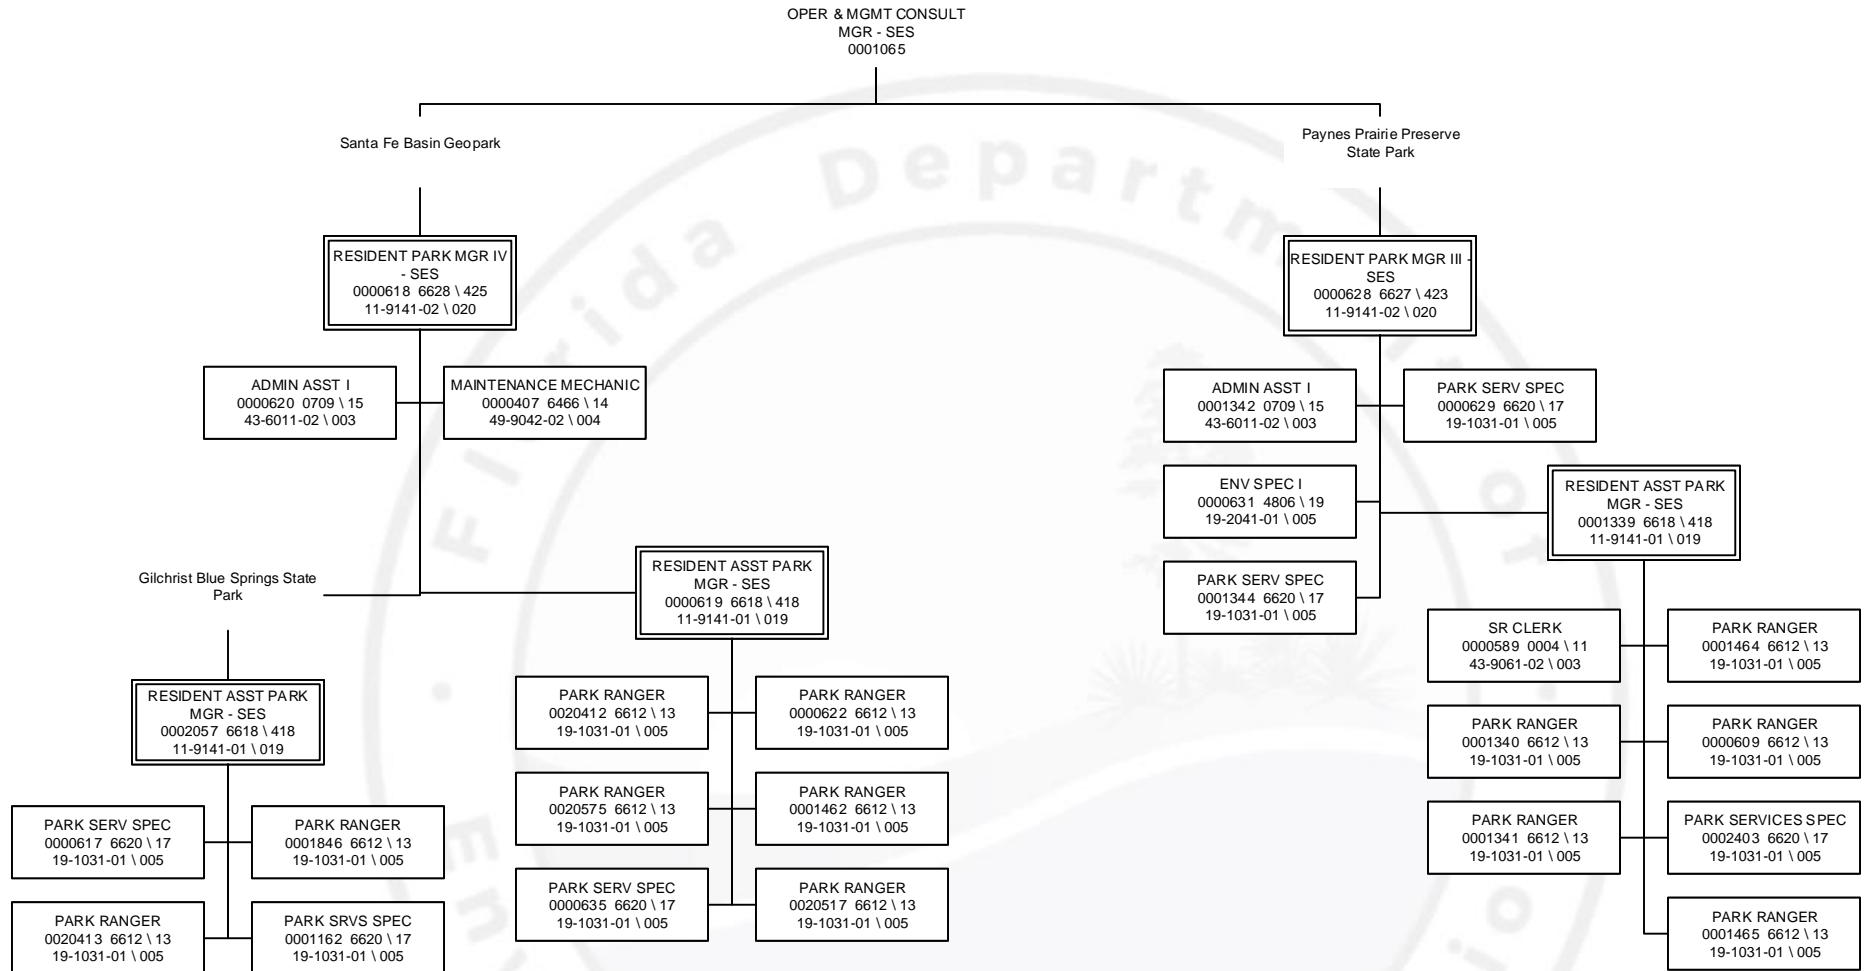 OPER & MGMT CONSULT
MGR - SES
0001065
Santa Fe Basin Geopark
Paynes Prairie Preserve
State Park
RESIDENT PARK MGR IV
- SES
0000618 6628 \ 425
11-9141-02 \ 020
RESIDENT PARK MGR III -
SES
0000628 6627 \ 423
11-9141-02 \ 020
ADMIN ASST I
0000620 0709 \ 15
43-6011-02 \ 003
MAINTENANCE MECHANIC
0000407 6466 \ 14
49-9042-02 \ 004
ADMIN ASST I
0001342 0709 \ 15
43-6011-02 \ 003
PARK SERV SPEC
0000629 6620 \ 17
19-1031-01 \ 005
ENV SPEC I
0000631 4806 \ 19
19-2041-01 \ 005
RESIDENT ASST PARK
MGR - SES
0001339 6618 \ 418
11-9141-01 \ 019
Gilchrist Blue Springs State
Park
RESIDENT ASST PARK
MGR - SES
0000619 6618 \ 418
11-9141-01 \ 019
PARK SERV SPEC
0001344 6620 \ 17
19-1031-01 \ 005
SR CLERK
0000589 0004 \ 11
43-9061-02 \ 003
PARK RANGER
0001464 6612 \ 13
19-1031-01 \ 005
RESIDENT ASST PARK
MGR - SES
0002057 6618 \ 418
11-9141-01 \ 019
PARK RANGER
0020412 6612 \ 13
19-1031-01 \ 005
PARK RANGER
0000622 6612 \ 13
19-1031-01 \ 005
PARK RANGER
0001340 6612 \ 13
19-1031-01 \ 005
PARK RANGER
0000609 6612 \ 13
19-1031-01 \ 005
PARK RANGER
0020575 6612 \ 13
19-1031-01 \ 005
PARK RANGER
0001462 6612 \ 13
19-1031-01 \ 005
PARK RANGER
0001341 6612 \ 13
19-1031-01 \ 005
PARK SERVICES SPEC
0002403 6620 \ 17
19-1031-01 \ 005
PARK SERV SPEC
0000617 6620 \ 17
19-1031-01 \ 005
PARK RANGER
0001846 6612 \ 13
19-1031-01 \ 005
PARK SERV SPEC
0000635 6620 \ 17
19-1031-01 \ 005
PARK RANGER
0020517 6612 \ 13
19-1031-01 \ 005
PARK RANGER
0020413 6612 \ 13
19-1031-01 \ 005
PARK SRVS SPEC
0001162 6620 \ 17
19-1031-01 \ 005
PARK RANGER
0001465 6612 \ 13
19-1031-01 \ 005
Florida Department of